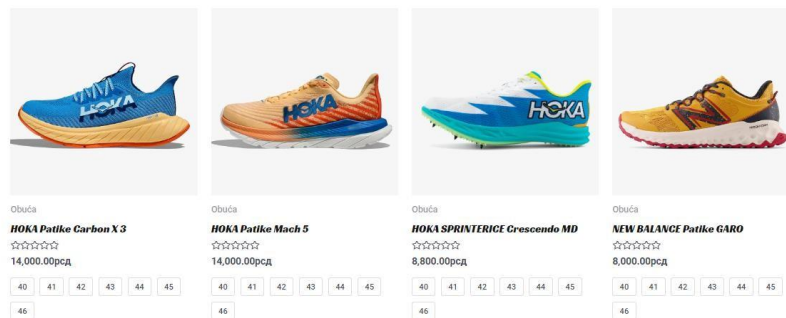 HOKA
HOKA
HOKA
Obuća
HOKA Patike Carbon X 3
14,000.00рсд
40 41 42 43 44 45
46
Obuća
HOKA Patike Mach 5
14,000.00рсд
40 41 42 43 44 45
46
Obuća
HOKA SPRINTERICE Crescendo MD
8,800.00рсд
40 41 42 43 44 45
46
Obuća
NEW BALANCE Patike GARO
8,000.00рсд
40 41 42 43 44 45
46